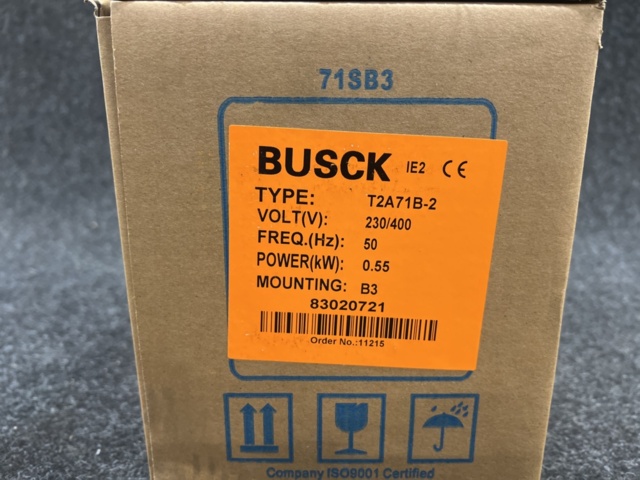 71SB3
BUSCK IE2 CE
TYPE: T2A71B-2
VOLT(V): 230/400
FREQ.(Hz): 50
POWER(kW): 0.55
MOUNTING: B3
83020721
Order No.:11215
Company ISO9001 Certified